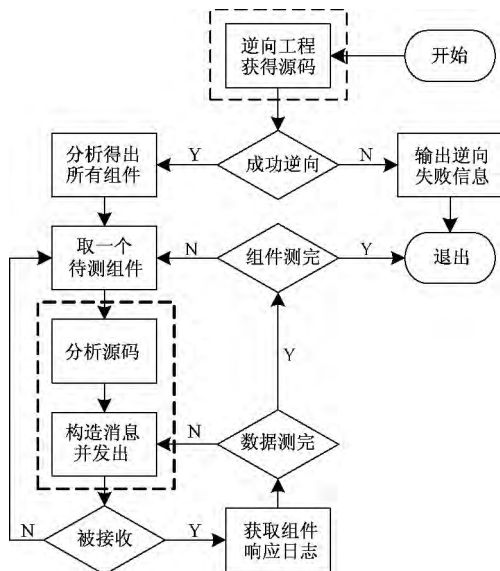 逆向工程
获得源码
开始
成功逆向
Y
N
分析得出
所有组件
输出逆向
失败信息
取一个
待测组件
N
组件测完
Y
退出
分析源码
Y
构造消息
并发出
N
数据测完
N
被接收
Y
获取组件
响应日志